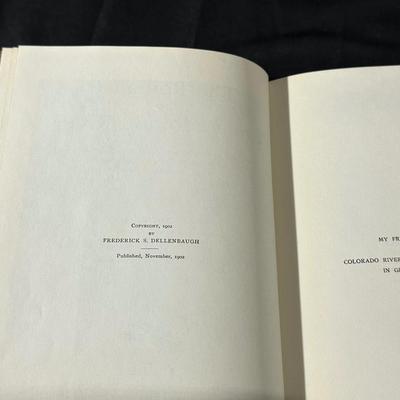 Copyright, 1902
BY
FREDERICK S. DELLENBAUGH
Published, November, 1902
MY FR
COLORADO RIVER
IN G